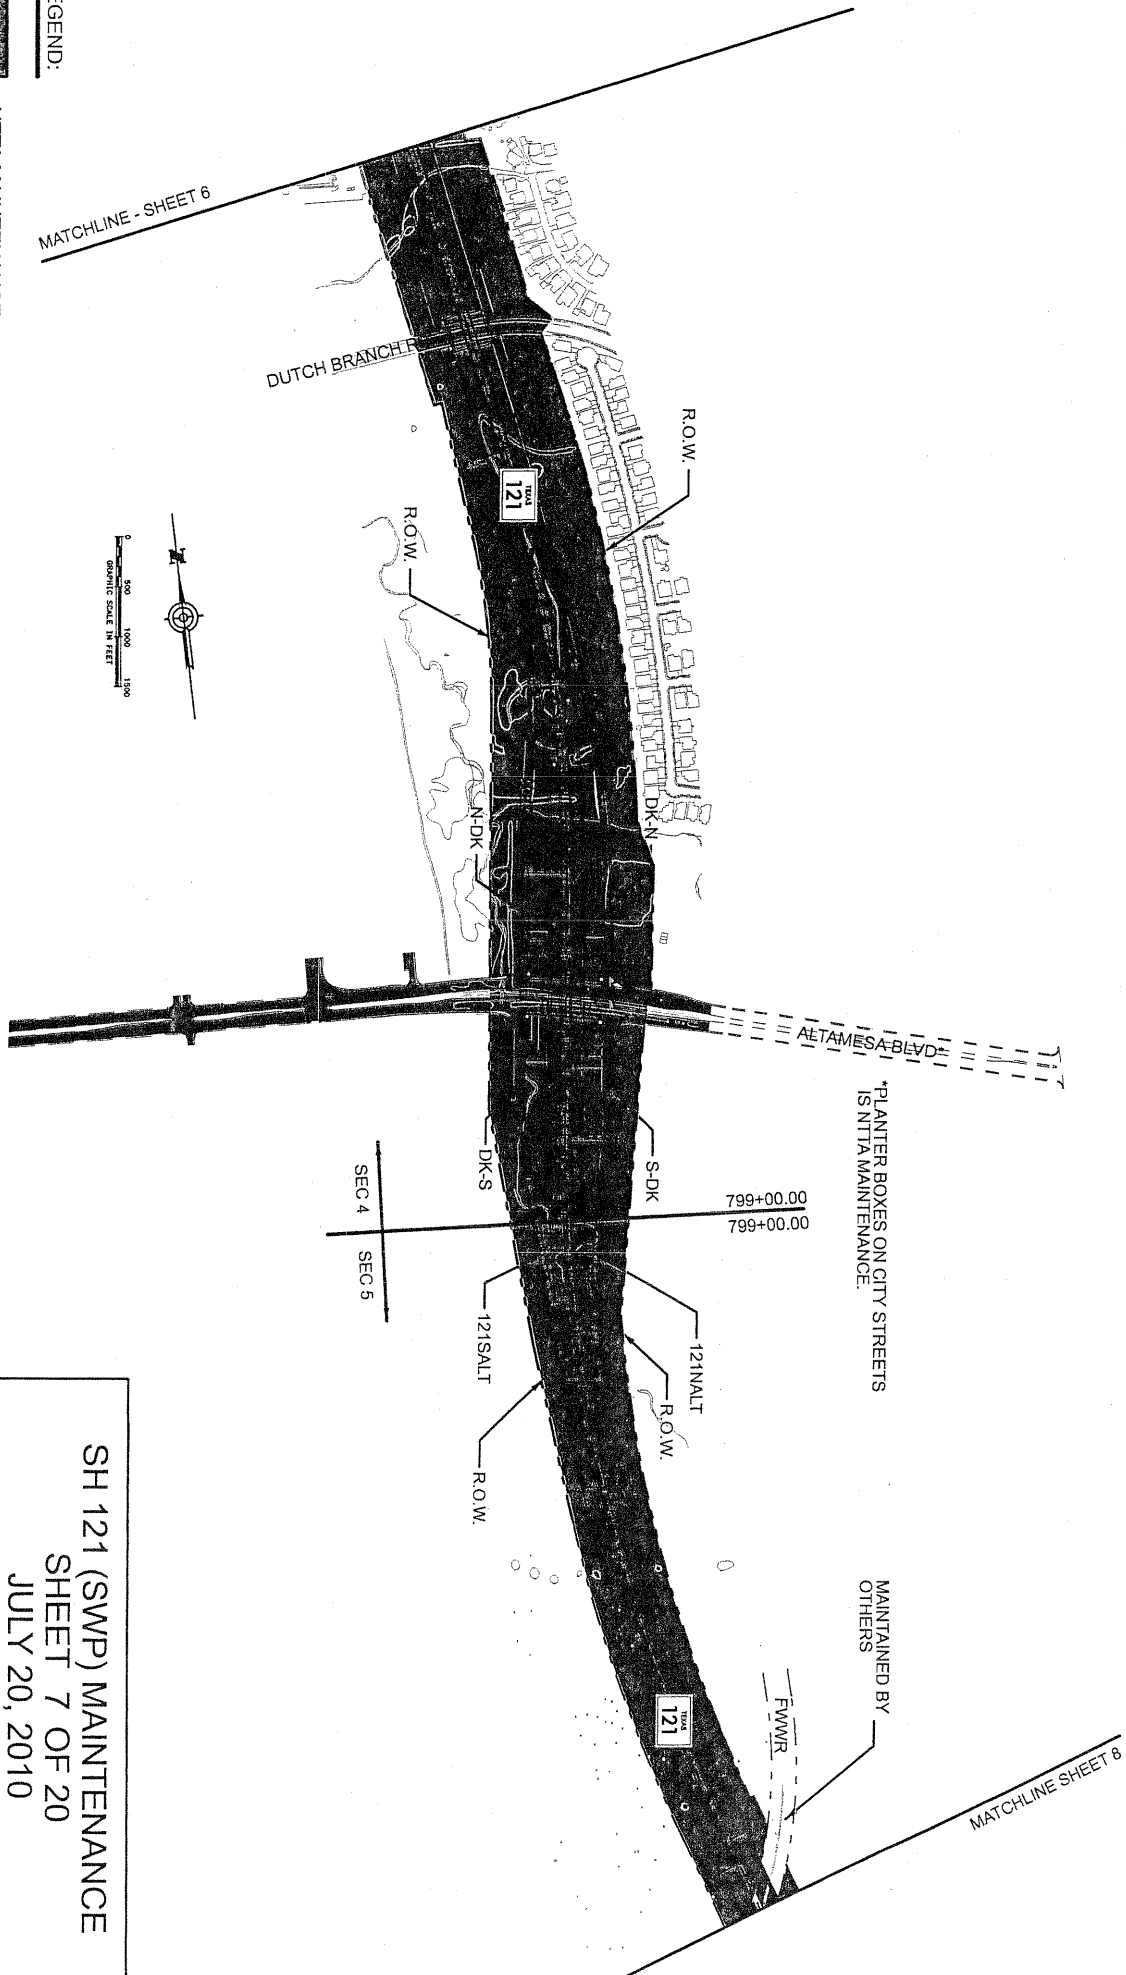 MATCHLINE - SHEET 6
DUTCH BRANCH R
R.O.W.
R.O.W.
TEXAS
121
N
0 500 1000 1500
GRAPHIC SCALE IN FEET
N-DK
DK-N
ALTAMESA BLVD*
*PLANTER BOXES ON CITY STREETS
IS NTTA MAINTENANCE.
DK-S
S-DK
799+00.00
799+00.00
SEC 4
SEC 5
121SALT
121NALT
R.O.W.
R.O.W.
MAINTAINED BY
OTHERS
FWWR
TEXAS
121
MATCHLINE SHEET 8
SH 121 (SWP) MAINTENANCE
SHEET 7 OF 20
JULY 20, 2010
EGEND: